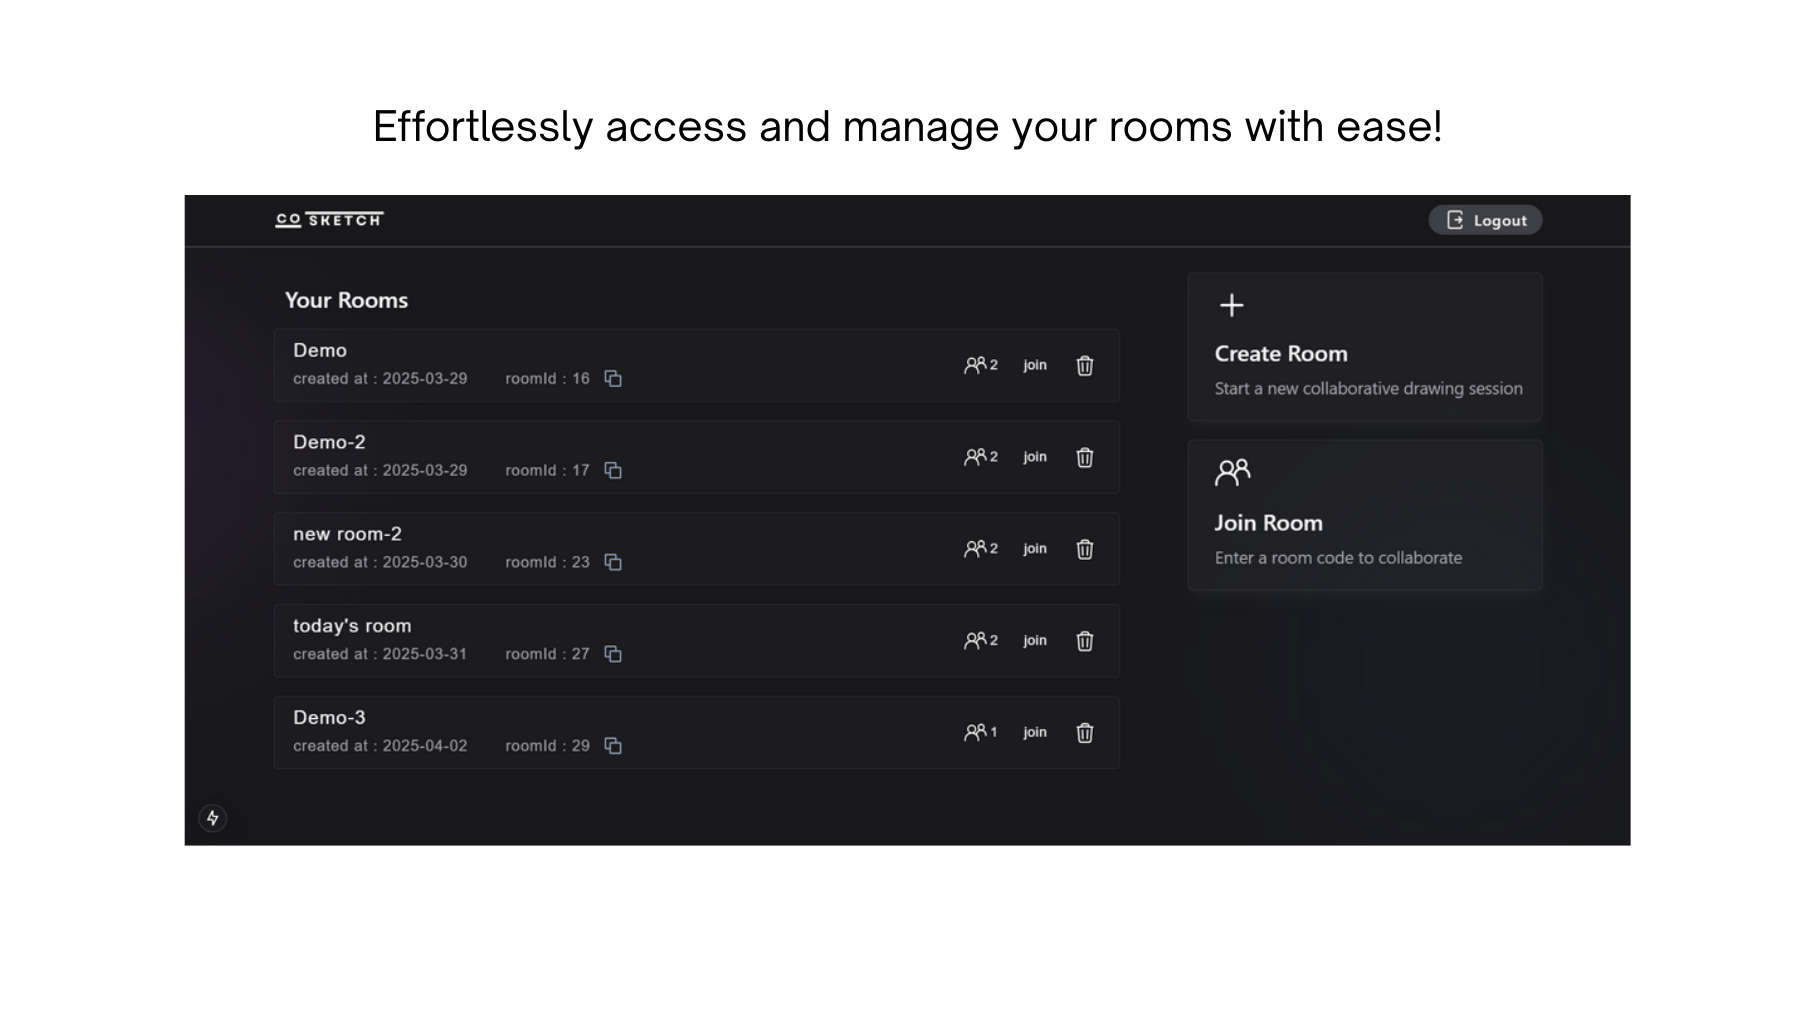 Effortlessly access and manage your rooms with ease!
CO SKETCH
Logout
Your Rooms
Demo
created at : 2025-03-29 roomId : 16
2 join
Demo-2
created at : 2025-03-29 roomId : 17
2 join
new room-2
created at : 2025-03-30 roomId : 23
2 join
today's room
created at : 2025-03-31 roomId : 27
2 join
Demo-3
created at : 2025-04-02 roomId : 29
1 join
Create Room
Start a new collaborative drawing session
Join Room
Enter a room code to collaborate